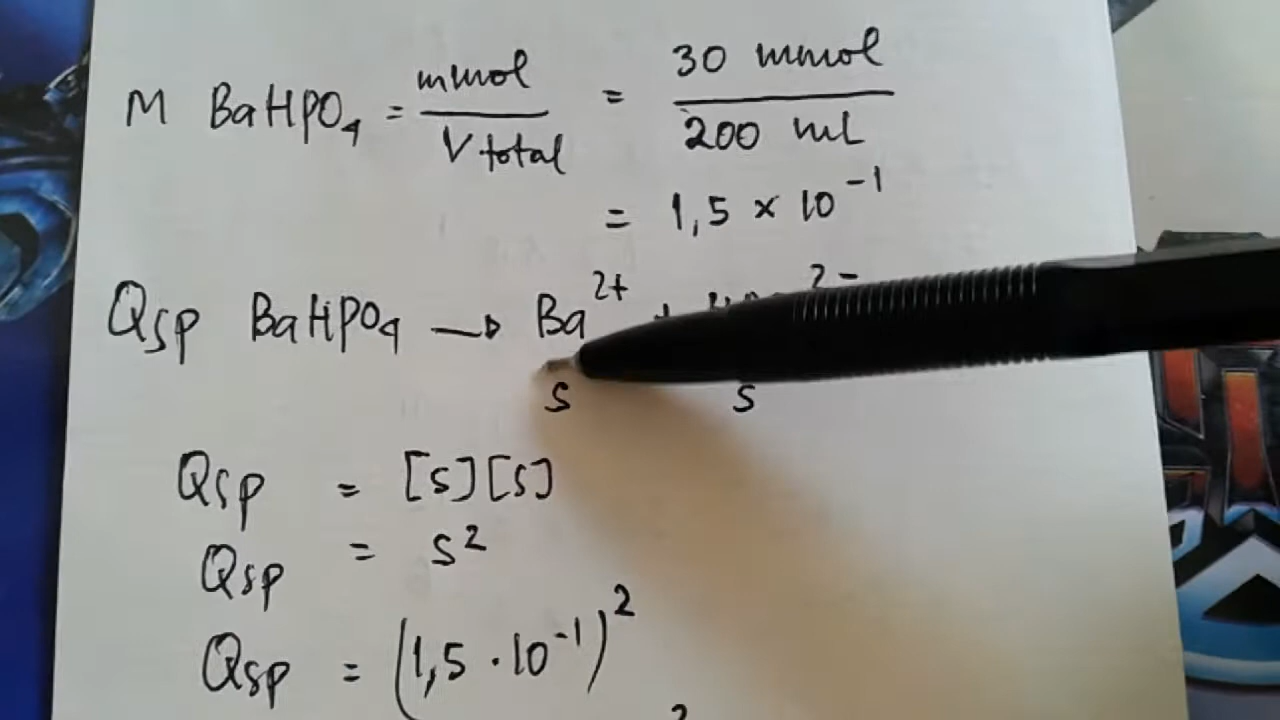 M BaHPO₄ = mmol / V total = 30 mmol / 200 mL
= 1,5 × 10⁻¹
Qsp BaHPO₄ → Ba²⁺ + ²⁻
s s
Qsp = [s][s]
Qsp = s²
Qsp = (1,5 · 10⁻¹)²